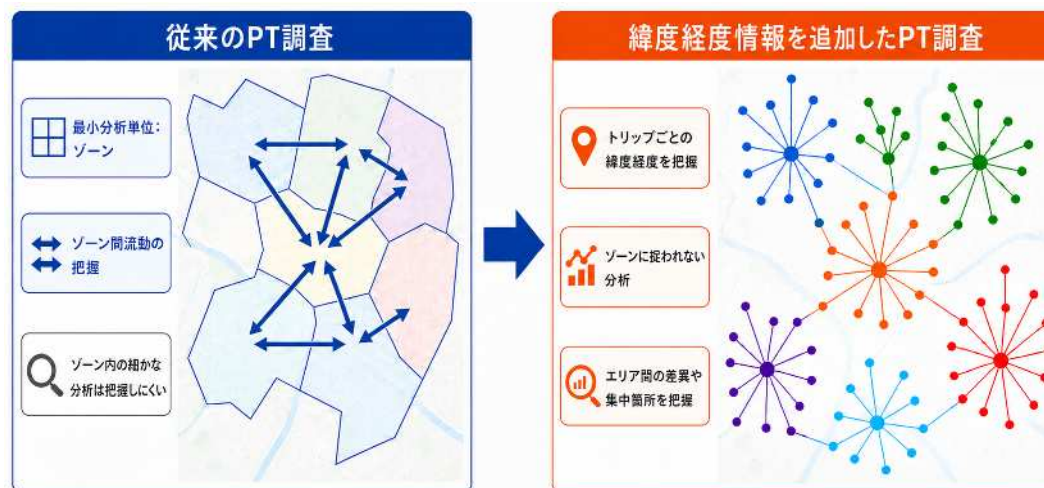 従来のPT調査
最小分析単位:
ゾーン
ゾーン間流動の
把握
ゾーン内の細かな
分析は把握しにくい
緯度経度情報を追加したPT調査
トリップごとの
緯度経度を把握
ゾーンに捉われない
分析
エリア間の差異や
集中箇所を把握